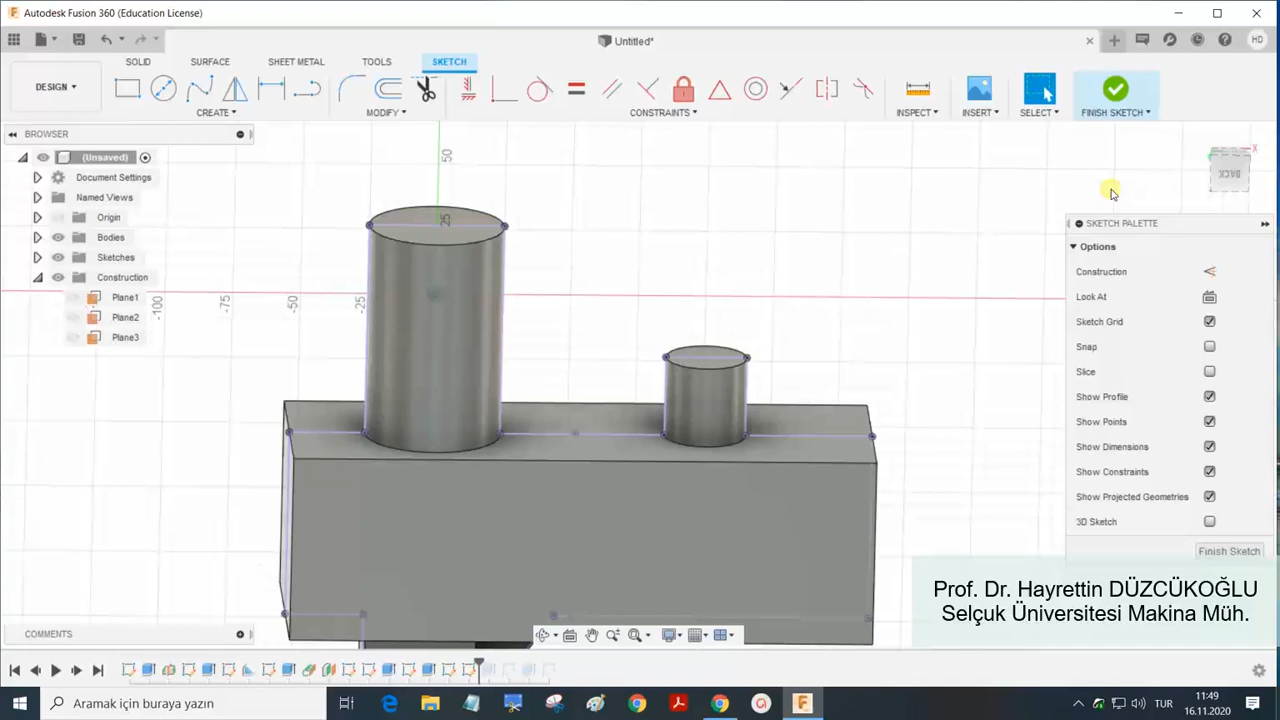 Autodesk Fusion 360 (Education License)
Untitled*
HD
DESIGN
SOLID
SURFACE
SHEET METAL
TOOLS
SKETCH
CREATE
MODIFY
CONSTRAINTS
INSPECT
INSERT
SELECT
FINISH SKETCH
BROWSER
(Unsaved)
Document Settings
Named Views
Origin
Bodies
Sketches
Construction
Plane1
Plane2
Plane3
50
25
-25
-50
-75
-100
X
BACK
SKETCH PALETTE
Options
Construction
Look At
Sketch Grid
Snap
Slice
Show Profile
Show Points
Show Dimensions
Show Constraints
Show Projected Geometries
3D Sketch
Finish Sketch
Prof. Dr. Hayrettin DÜZCÜKOĞLU
Selçuk Üniversitesi Makina Müh.
COMMENTS
Aramak için buraya yazın
TUR
11:49
16.11.2020